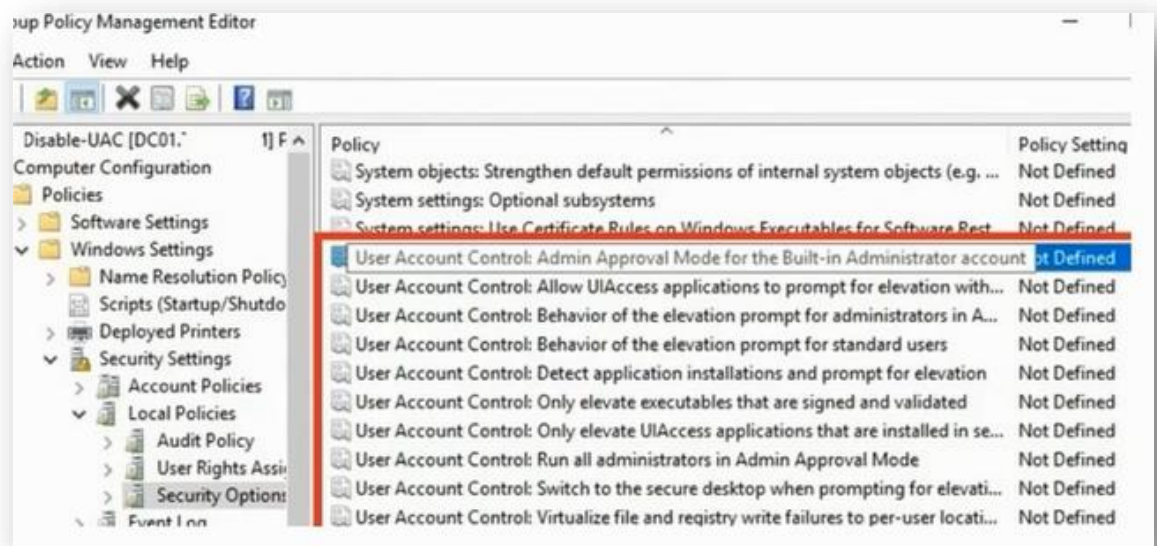 oup Policy Management Editor
Action View Help
Disable-UAC [DC01. 1] F
Computer Configuration
Policies
Software Settings
Windows Settings
Name Resolution Policy
Scripts (Startup/Shutdo
Deployed Printers
Security Settings
Account Policies
Local Policies
Audit Policy
User Rights Assi
Security Options
Event Log
Policy Policy Setting
System objects: Strengthen default permissions of internal system objects (e.g. ... Not Defined
System settings: Optional subsystems Not Defined
System settings: Use Certificate Rules on Windows Executables for Software Rest Not Defined
User Account Control: Admin Approval Mode for the Built-in Administrator account ot Defined
User Account Control: Allow UIAccess applications to prompt for elevation with... Not Defined
User Account Control: Behavior of the elevation prompt for administrators in A... Not Defined
User Account Control: Behavior of the elevation prompt for standard users Not Defined
User Account Control: Detect application installations and prompt for elevation Not Defined
User Account Control: Only elevate executables that are signed and validated Not Defined
User Account Control: Only elevate UIAccess applications that are installed in se... Not Defined
User Account Control: Run all administrators in Admin Approval Mode Not Defined
User Account Control: Switch to the secure desktop when prompting for elevati... Not Defined
User Account Control: Virtualize file and registry write failures to per-user locati... Not Defined